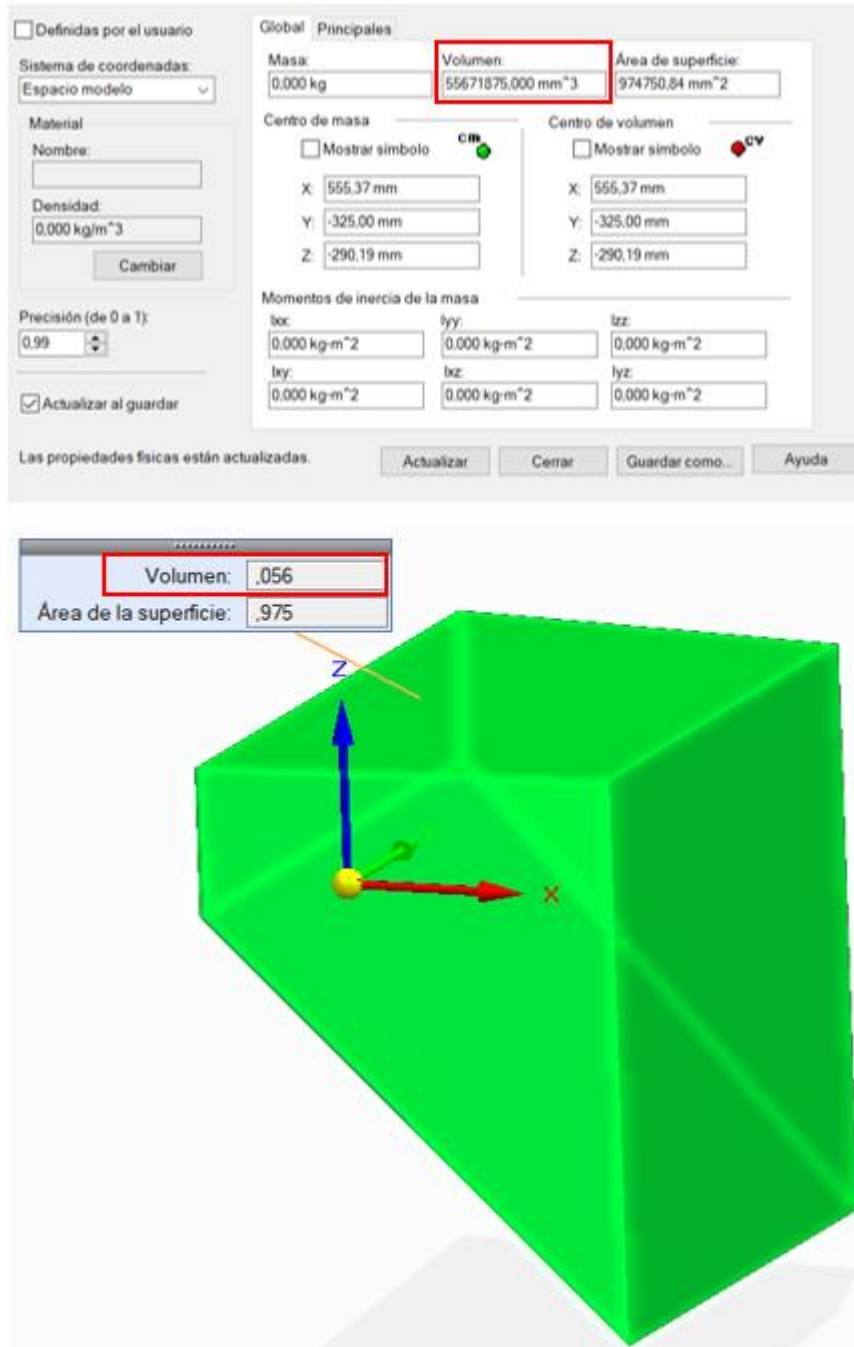 Definidas por el usuario
Global Principales
Sistema de coordenadas:
Espacio modelo
Masa: Volumen: Área de superficie:
0,000 kg 55671875,000 mm^3 974750,84 mm^2
Material
Nombre:
Densidad:
0,000 kg/m^3
Cambiar
Centro de masa Centro de volumen
Mostrar símbolo cm Mostrar símbolo cv
X: 555,37 mm X: 555,37 mm
Y: -325,00 mm Y: -325,00 mm
Z: -290,19 mm Z: -290,19 mm
Precisión (de 0 a 1):
0,99
Momentos de inercia de la masa
Ixx: Iyy: Izz:
0,000 kg-m^2 0,000 kg-m^2 0,000 kg-m^2
Ixy: Ixz: Iyz:
0,000 kg-m^2 0,000 kg-m^2 0,000 kg-m^2
Actualizar al guardar
Las propiedades físicas están actualizadas.
Actualizar Cerrar Guardar como... Ayuda
Volumen: ,056
Área de la superficie: ,975
Z
X